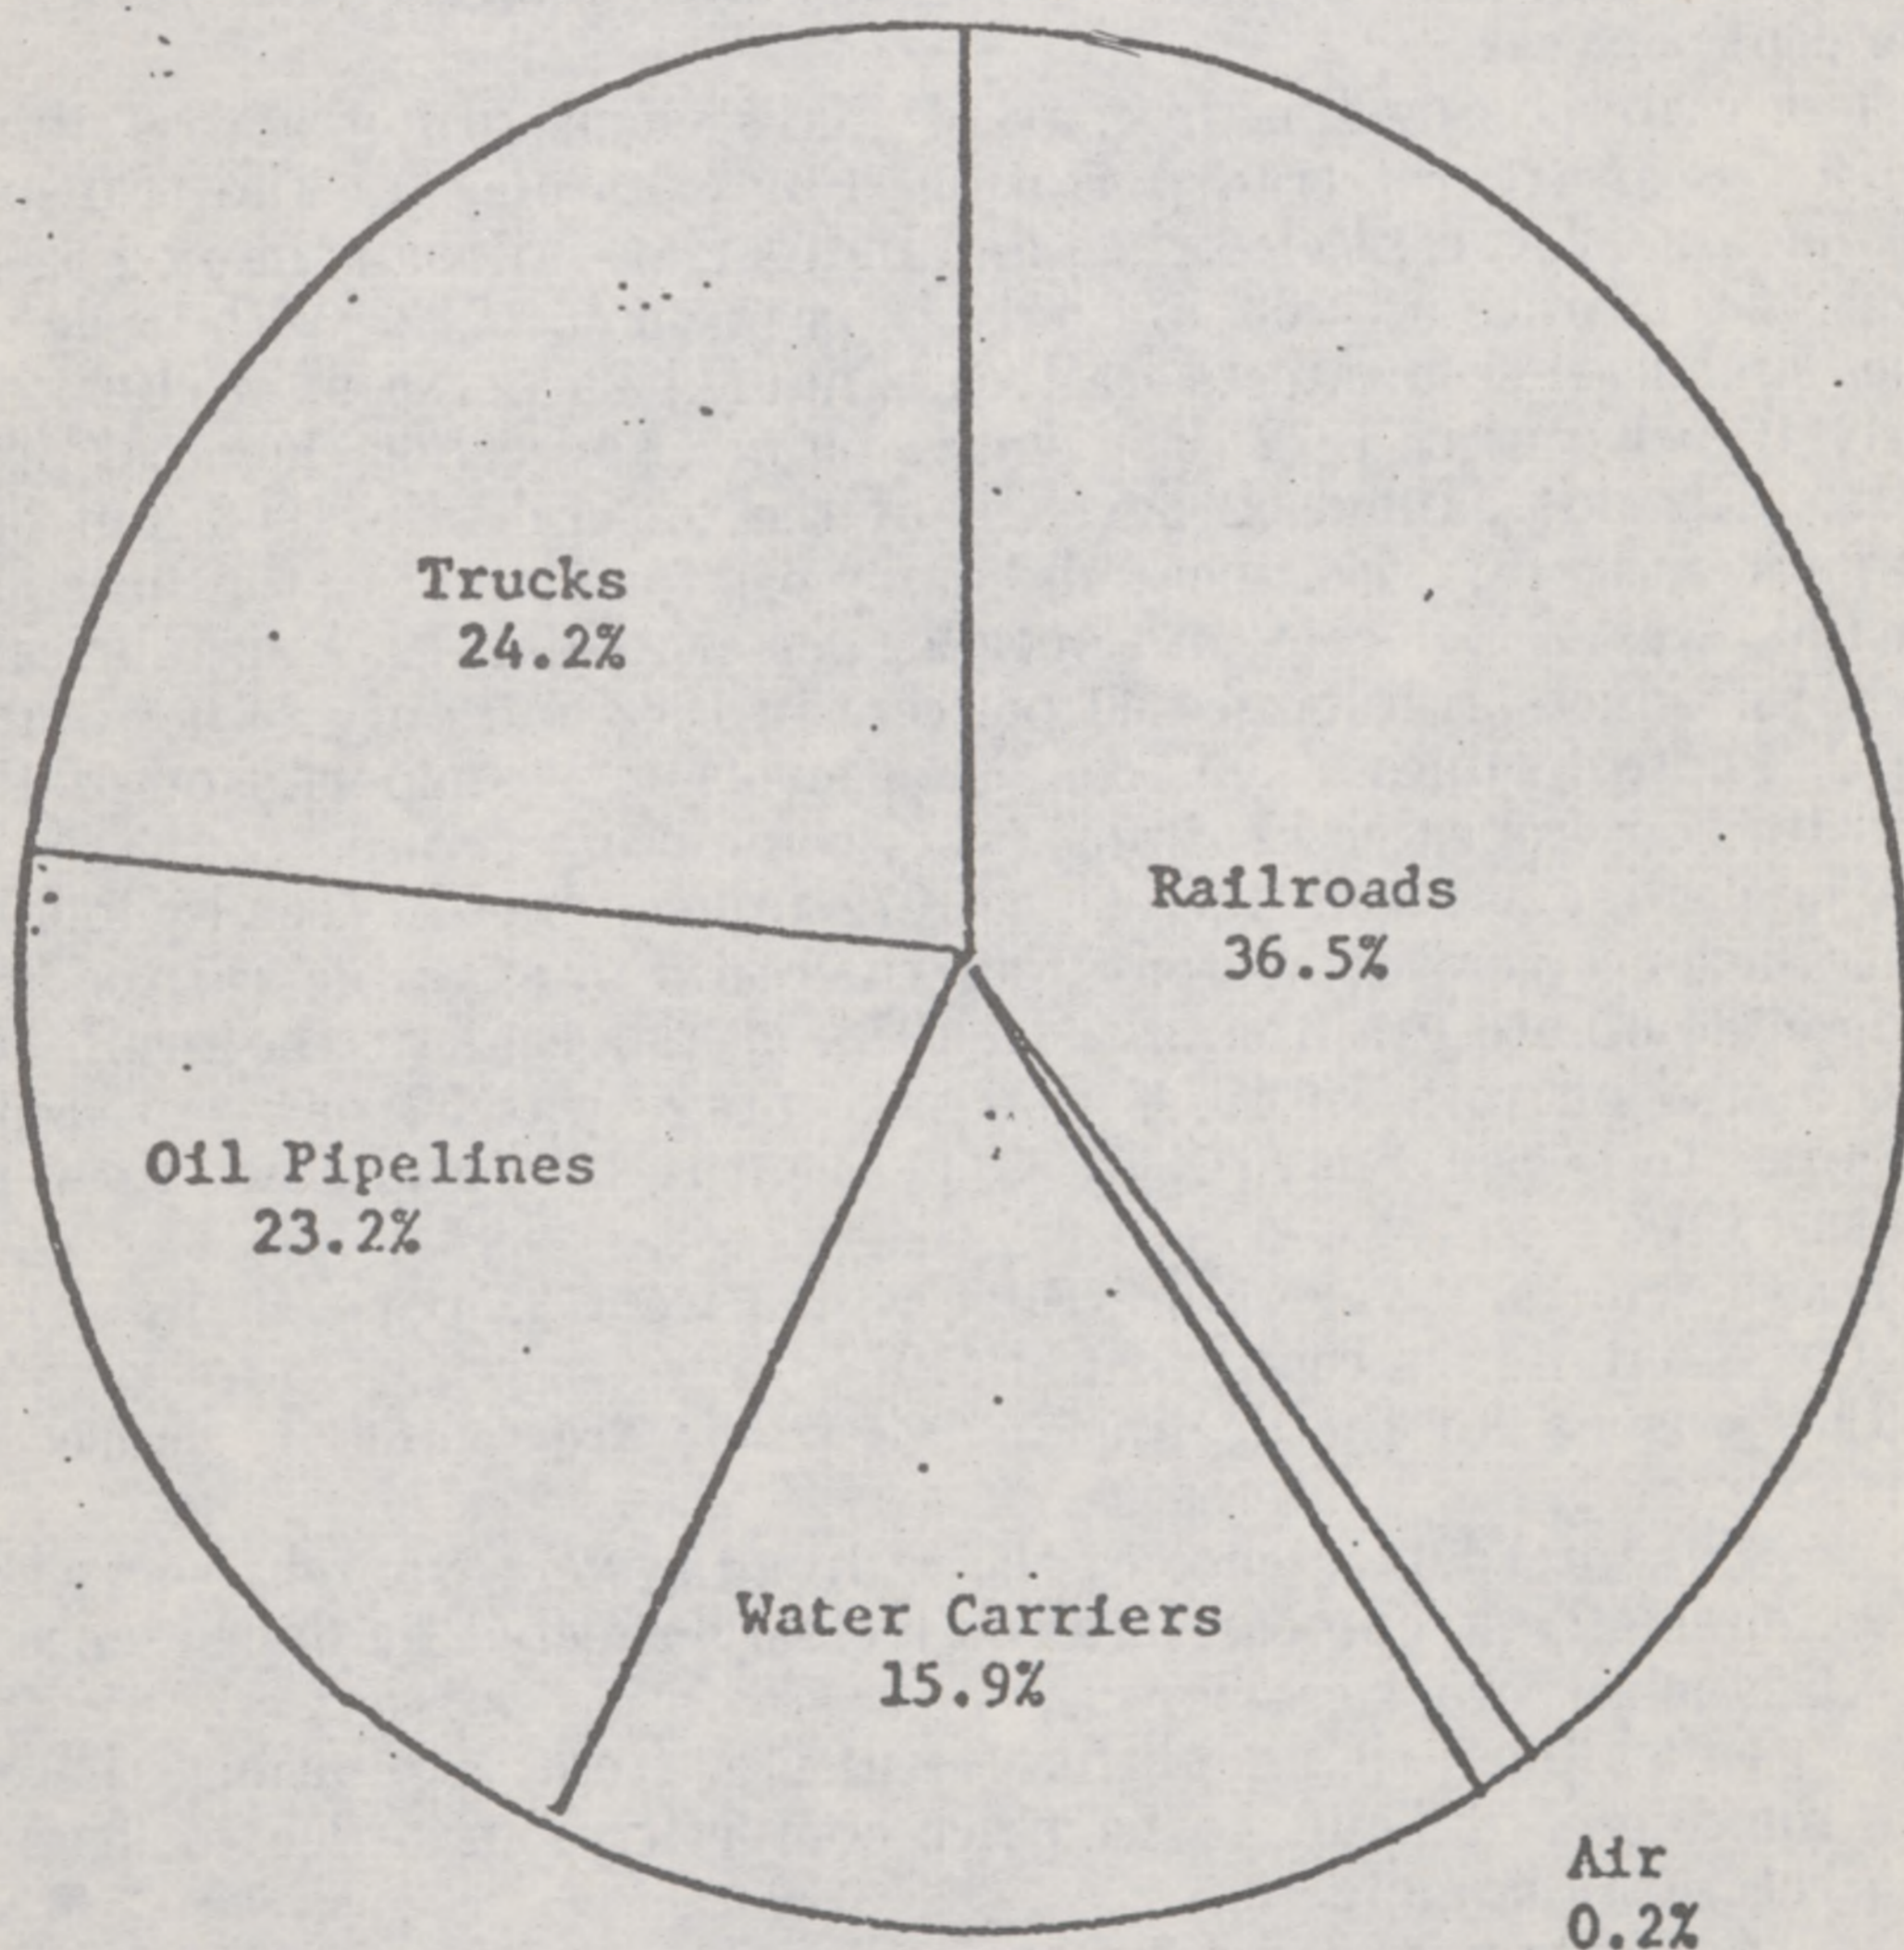 Trucks
24.2%
Railroads
36.5%
Oil Pipelines
23.2%
Water Carriers
15.9%
Air
0.2%